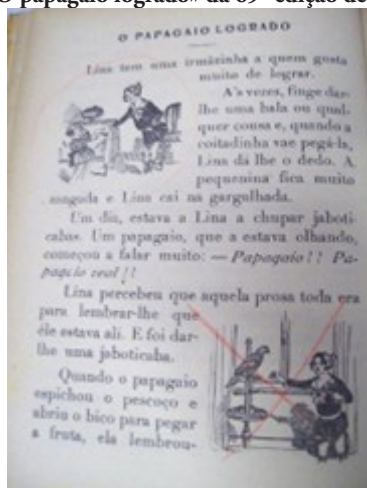 O papagaio logrado» da 69ª edição de
O PAPAGAIO LOGRADO
Lina tem uma irmãzinha a quem gosta
muito de lograr.
A's vezes, finge dar-
lhe uma bala ou qual-
quer cousa e, quando a
coitadinha vae pegá-la,
Lina dá lhe o dedo. A
pequenina fica muito
zangada e Lina cai na gargalhada.
Um dia, estava a Lina a chupar jaboti-
cabas. Um papagaio, que a estava olhando,
começou a falar muito: — Papagaio!! Pa-
pagaio real!!
Lina percebeu que aquela prosa toda era
para lembrar-lhe que
êle estava ali. E foi dar-
lhe uma jaboticaba.
Quando o papagaio
espichou o pescoço e
abriu o bico para pegar
a fruta, ela lembrou-